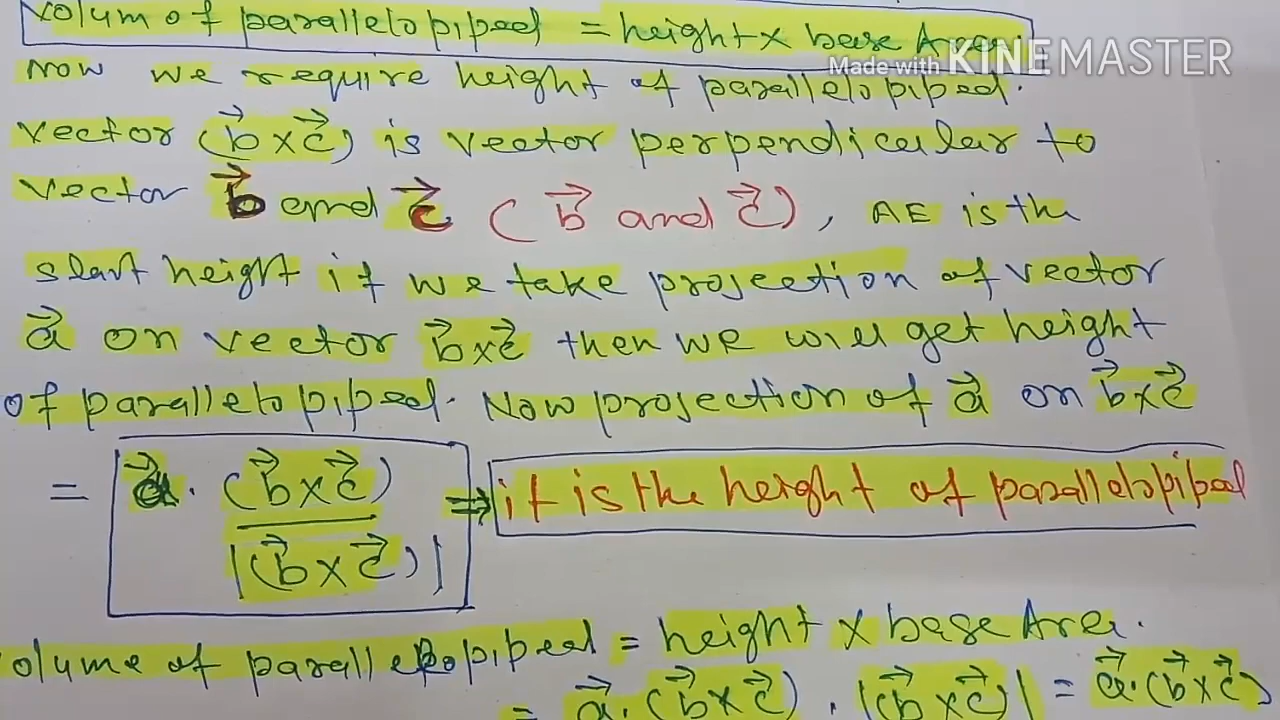 Volum of parallelopiped = height x base Area.
Made with KINEMASTER
Now we require height of parallelopiped.
vector (b⃗ x c⃗) is vector perpendicular to
vector b⃗ and c⃗ ( b⃗ and c⃗ ), AE is the
slant height if we take projection of vector
a⃗ on vector b⃗ x c⃗ then we will get height
of parallelopiped. Now projection of a⃗ on b⃗ x c⃗
= a⃗ . (b⃗ x c⃗) / |(b⃗ x c⃗)| ⇒ it is the height of parallelopiped
olume of parallelopiped = height x base Area.
= a⃗ . (b⃗ x c⃗) . |(b⃗ x c⃗)| = a⃗ . (b⃗ x c⃗)